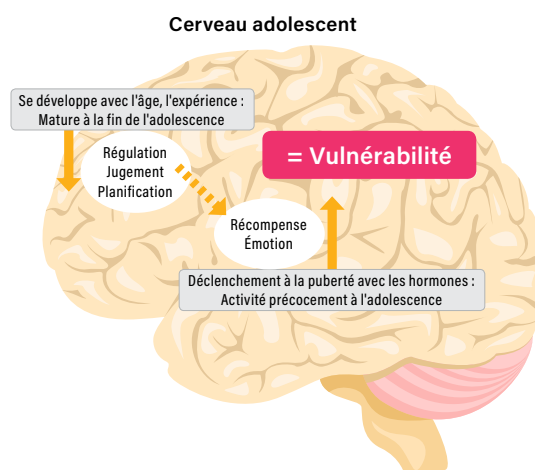 Cerveau adolescent
Se développe avec l'âge, l'expérience :
Mature à la fin de l'adolescence
= Vulnérabilité
Régulation
Jugement
Planification
Récompense
Émotion
Déclenchement à la puberté avec les hormones :
Activité précocement à l'adolescence